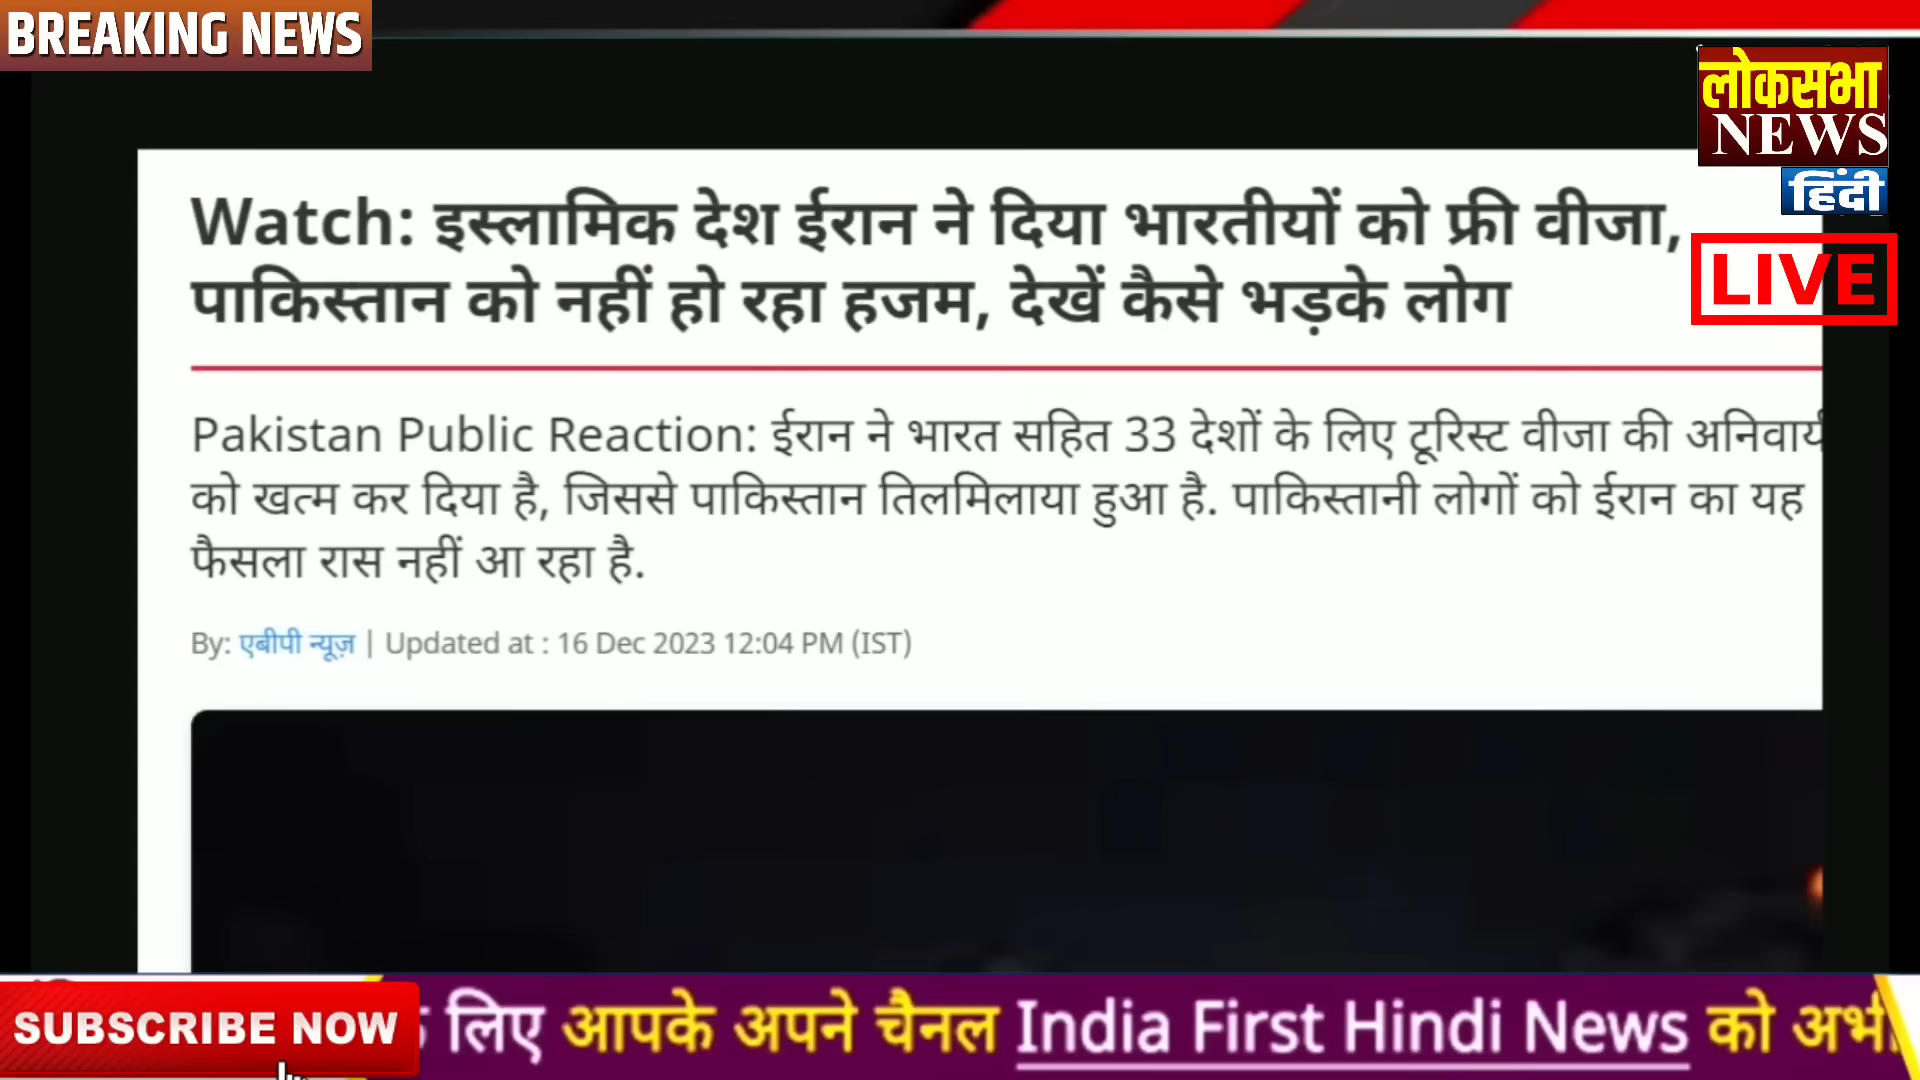 BREAKING NEWS
लोकसभा
NEWS
हिंदी
LIVE
Watch: इस्लामिक देश ईरान ने दिया भारतीयों को फ्री वीजा,
पाकिस्तान को नहीं हो रहा हजम, देखें कैसे भड़के लोग
Pakistan Public Reaction: ईरान ने भारत सहित 33 देशों के लिए टूरिस्ट वीजा की
को खत्म कर दिया है, जिससे पाकिस्तान तिलमिलाया हुआ है. पाकिस्तानी लोगों को ईरान का यह
फैसला रास नहीं आ रहा है.
By: एबीपी न्यूज़ | Updated at : 16 Dec 2023 12:04 PM (IST)
SUBSCRIBE NOW
लिए आपके अपने चैनल India First Hindi News को